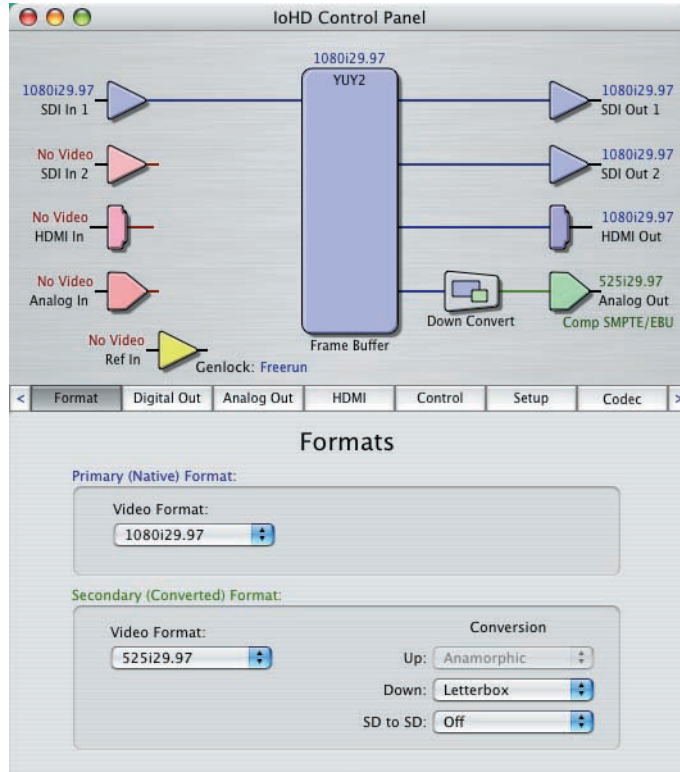 IoHD Control Panel
1080i29.97
YUY2
1080i29.97
SDI In 1
1080i29.97
SDI Out 1
No Video
SDI In 2
1080i29.97
SDI Out 2
No Video
HDMI In
1080i29.97
HDMI Out
No Video
Analog In
Down Convert
525i29.97
Analog Out
Comp SMPTE/EBU
No Video
Ref In
Genlock: Freerun
Frame Buffer
< Format Digital Out Analog Out HDMI Control Setup Codec >
Formats
Primary (Native) Format:
Video Format:
1080i29.97
Secondary (Converted) Format:
Video Format:
525i29.97
Conversion
Up: Anamorphic
Down: Letterbox
SD to SD: Off